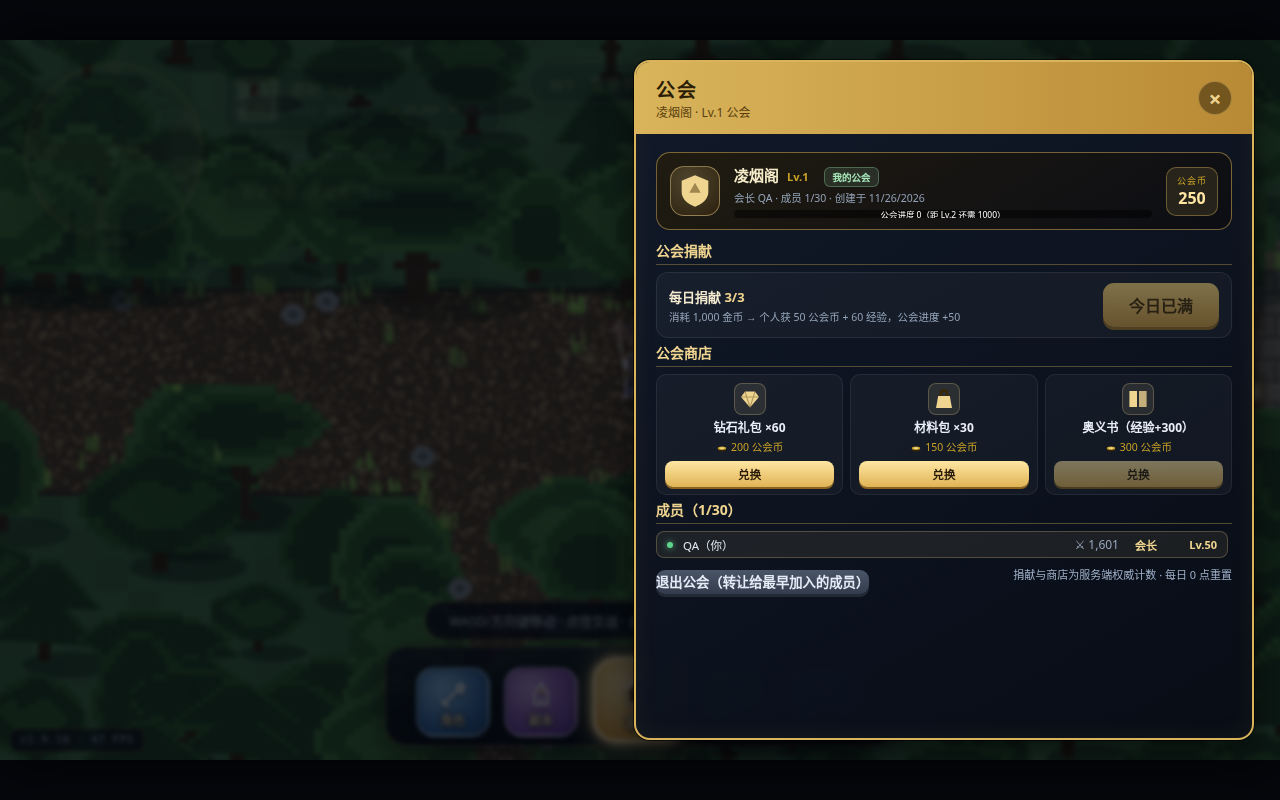 公会
凌烟阁 · Lv.1 公会
×
凌烟阁 Lv.1 我的公会
会长 QA · 成员 1/30 · 创建于 11/26/2026
公会进度 0（距 Lv.2 还需 1000）
公会币
250
公会捐献
每日捐献 3/3
消耗 1,000 金币 → 个人获 50 公会币 + 60 经验，公会进度 +50
今日已满
公会商店
钻石礼包 ×60
200 公会币
兑换
材料包 ×30
150 公会币
兑换
奥义书（经验+300）
300 公会币
兑换
成员（1/30）
QA（你） ⚔ 1,601 会长 Lv.50
退出公会（转让给最早加入的成员）
捐献与商店为服务端权威计数 · 每日 0 点重置